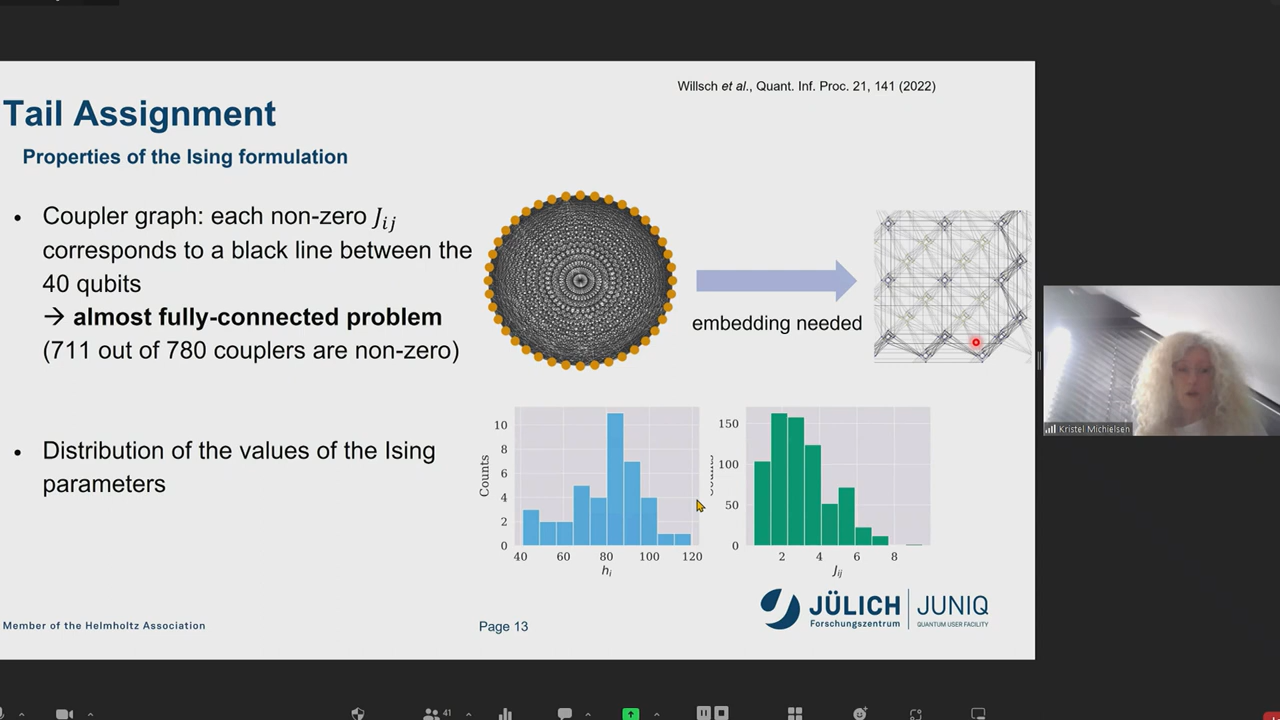 Willsch et al., Quant. Inf. Proc. 21, 141 (2022)
Tail Assignment
Properties of the Ising formulation
• Coupler graph: each non-zero J_ij
corresponds to a black line between the
40 qubits
→ almost fully-connected problem
(711 out of 780 couplers are non-zero)
embedding needed
• Distribution of the values of the Ising
parameters
Counts
10
8
6
4
2
0
40 60 80 100 120
h_i
150
100
50
0
2 4 6 8
J_ij
Kristel Michielsen
JÜLICH
Forschungszentrum
JUNIQ
QUANTUM USER FACILITY
Member of the Helmholtz Association
Page 13
41